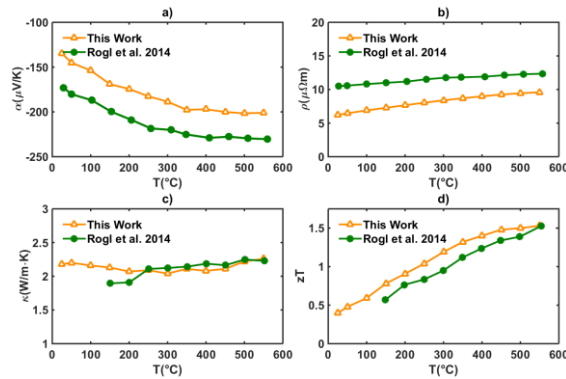 a)
-100
-150
-200
-250
α(μV/K)
This Work
Rogl et al. 2014
0 100 200 300 400 500 600
T(°C)
b)
20
15
10
5
0
ρ(μΩm)
This Work
Rogl et al. 2014
0 100 200 300 400 500 600
T(°C)
c)
3
2.5
2
1.5
1
κ(W/m·K)
This Work
Rogl et al. 2014
0 100 200 300 400 500 600
T(°C)
d)
1.5
1
0.5
0
zT
This Work
Rogl et al. 2014
0 100 200 300 400 500 600
T(°C)